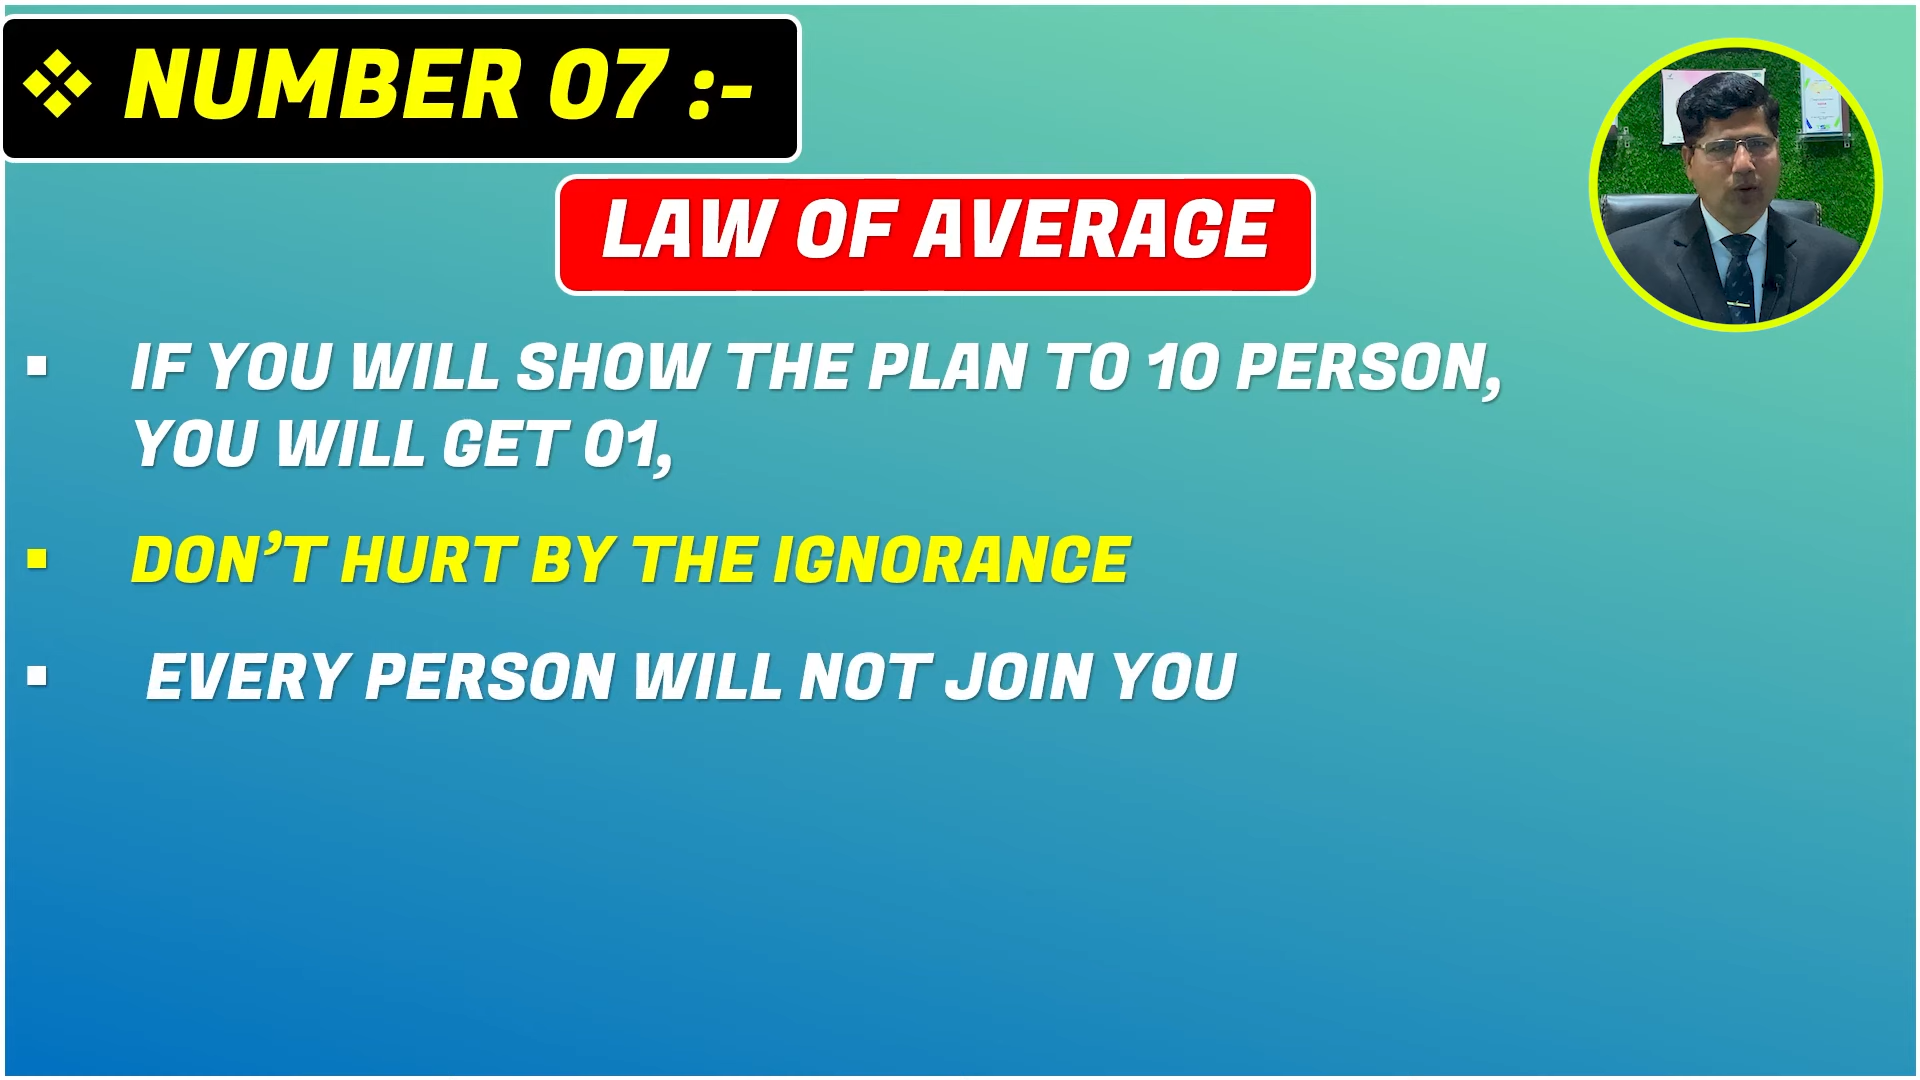 ❖ NUMBER 07 :-
LAW OF AVERAGE
▪ IF YOU WILL SHOW THE PLAN TO 10 PERSON,
YOU WILL GET 01,
▪ DON’T HURT BY THE IGNORANCE
▪ EVERY PERSON WILL NOT JOIN YOU